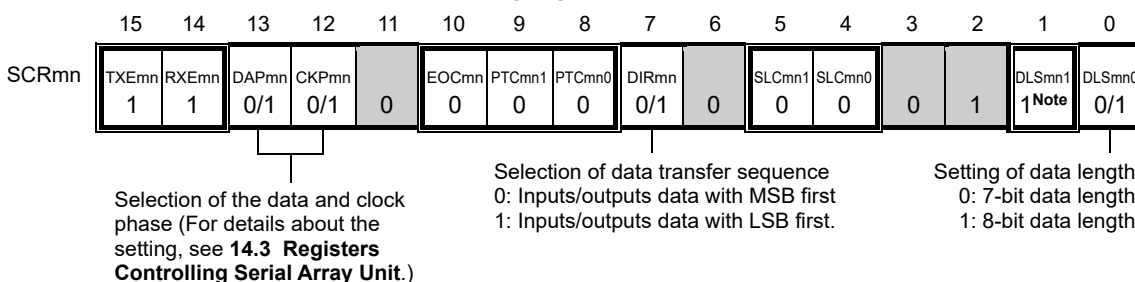 15 14 13 12 11 10 9 8 7 6 5 4 3 2 1 0
SCRmn TXEmn RXEmn DAPmn CKPmn EOCmn PTCmn1 PTCmn0 DIRmn SLCmn1 SLCmn0 DLSmn1 DLSmn0
1 1 0/1 0/1 0 0 0 0 0/1 0 0 0 0 1 1Note 0/1
Selection of the data and clock
phase (For details about the
setting, see 14.3 Registers
Controlling Serial Array Unit.)
Selection of data transfer sequence
0: Inputs/outputs data with MSB first
1: Inputs/outputs data with LSB first.
Setting of data length
0: 7-bit data length
1: 8-bit data length